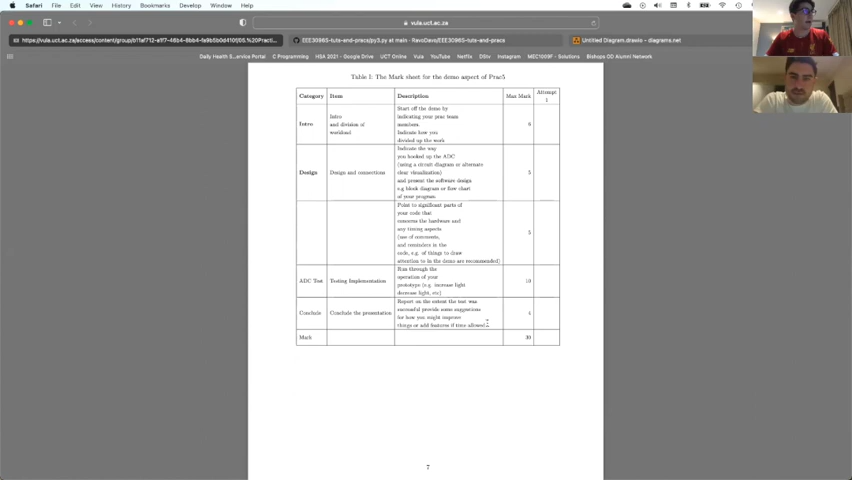 Safari File Edit View History Bookmarks Develop Window Help
vula.uct.ac.za
EEE3096S-tuts-and-pracs/py3.py at main · RavoDavo/EEE3096S-tuts-and-pracs
Untitled Diagram.drawio – diagrams.net
C Programming HSA 2021 - Google Drive UCT Online Vula YouTube Netflix DStv Instagram MEC1009F - Solutions Bishops OD Alumni Network
Table I: The Mark sheet for the demo aspect of Prac5
Category Item Description Max Mark Attempt 1
Intro
Intro
and division of
workload
Start off the demo by
indicating your prac team
members.
Indicate how you
divided up the work
6
Design
Design and connections
Indicate the way
you hooked up the ADC
(using a circuit diagram or alternate
clear visualization)
and present the software design
e.g block diagram or flow chart
of your program.
5
Point to significant parts of
your code that
concerns the hardware and
any timing aspects
(use of comments,
and reminders in the
code, e.g. of things to draw
attention to in the demo are recommended)
5
ADC Test
Testing Implementation
Run through the
operation of your
prototype (e.g. increase light
decrease light, etc)
10
Conclude
Conclude the presentation
Report on the extent the test was
successful provide some suggestions
for how you might improve
things or add features if time allowed
4
Mark
30
7